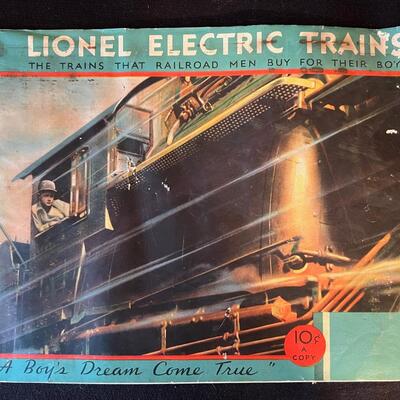 LIONEL ELECTRIC TRAINS
THE TRAINS THAT RAILROAD MEN BUY FOR THEIR BOY
10¢
A
COPY
A Boy's Dream Come True"